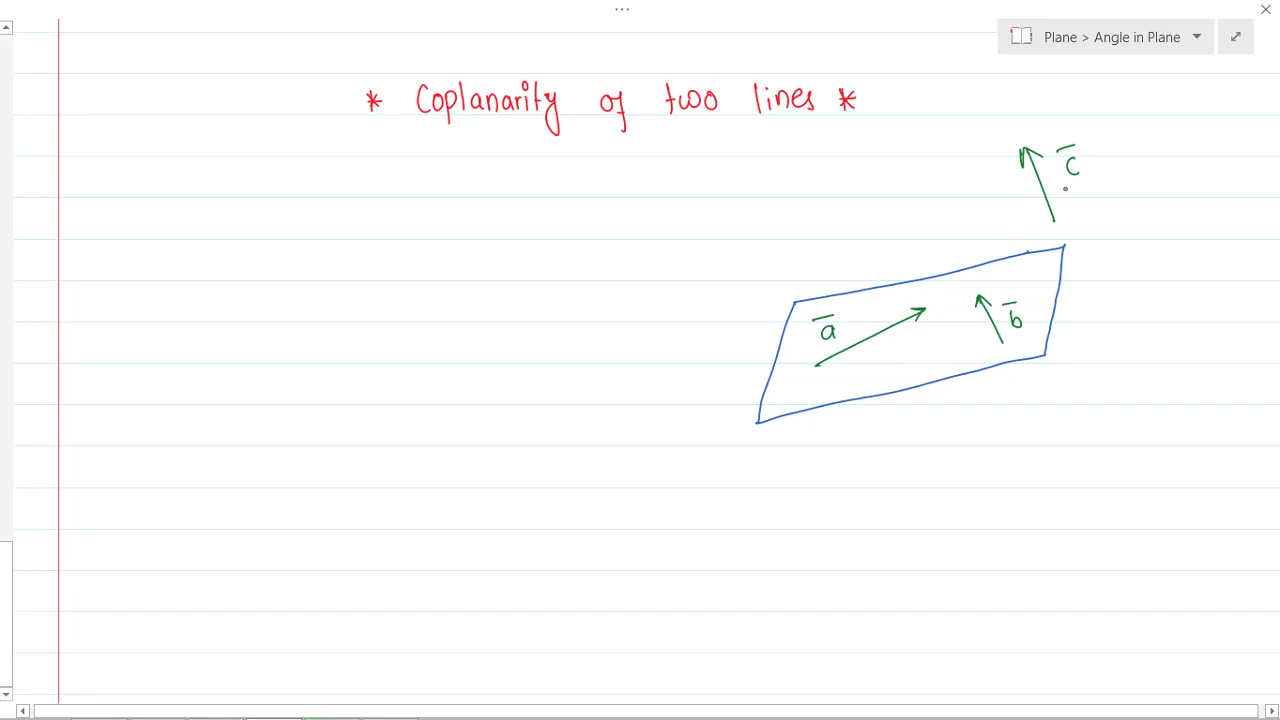 Plane > Angle in Plane
* Coplanarity of two lines *
c̄
ā b̄